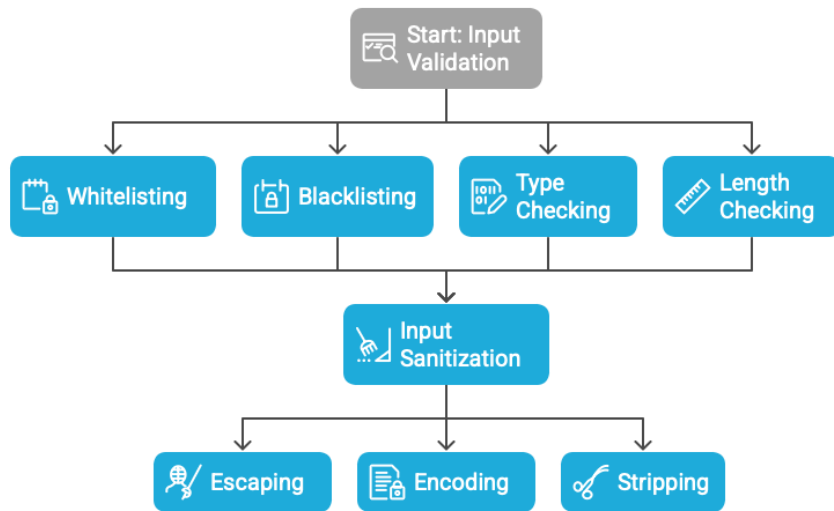 Start: Input
Validation
Whitelisting
Blacklisting
Type
Checking
Length
Checking
Input
Sanitization
Escaping
Encoding
Stripping